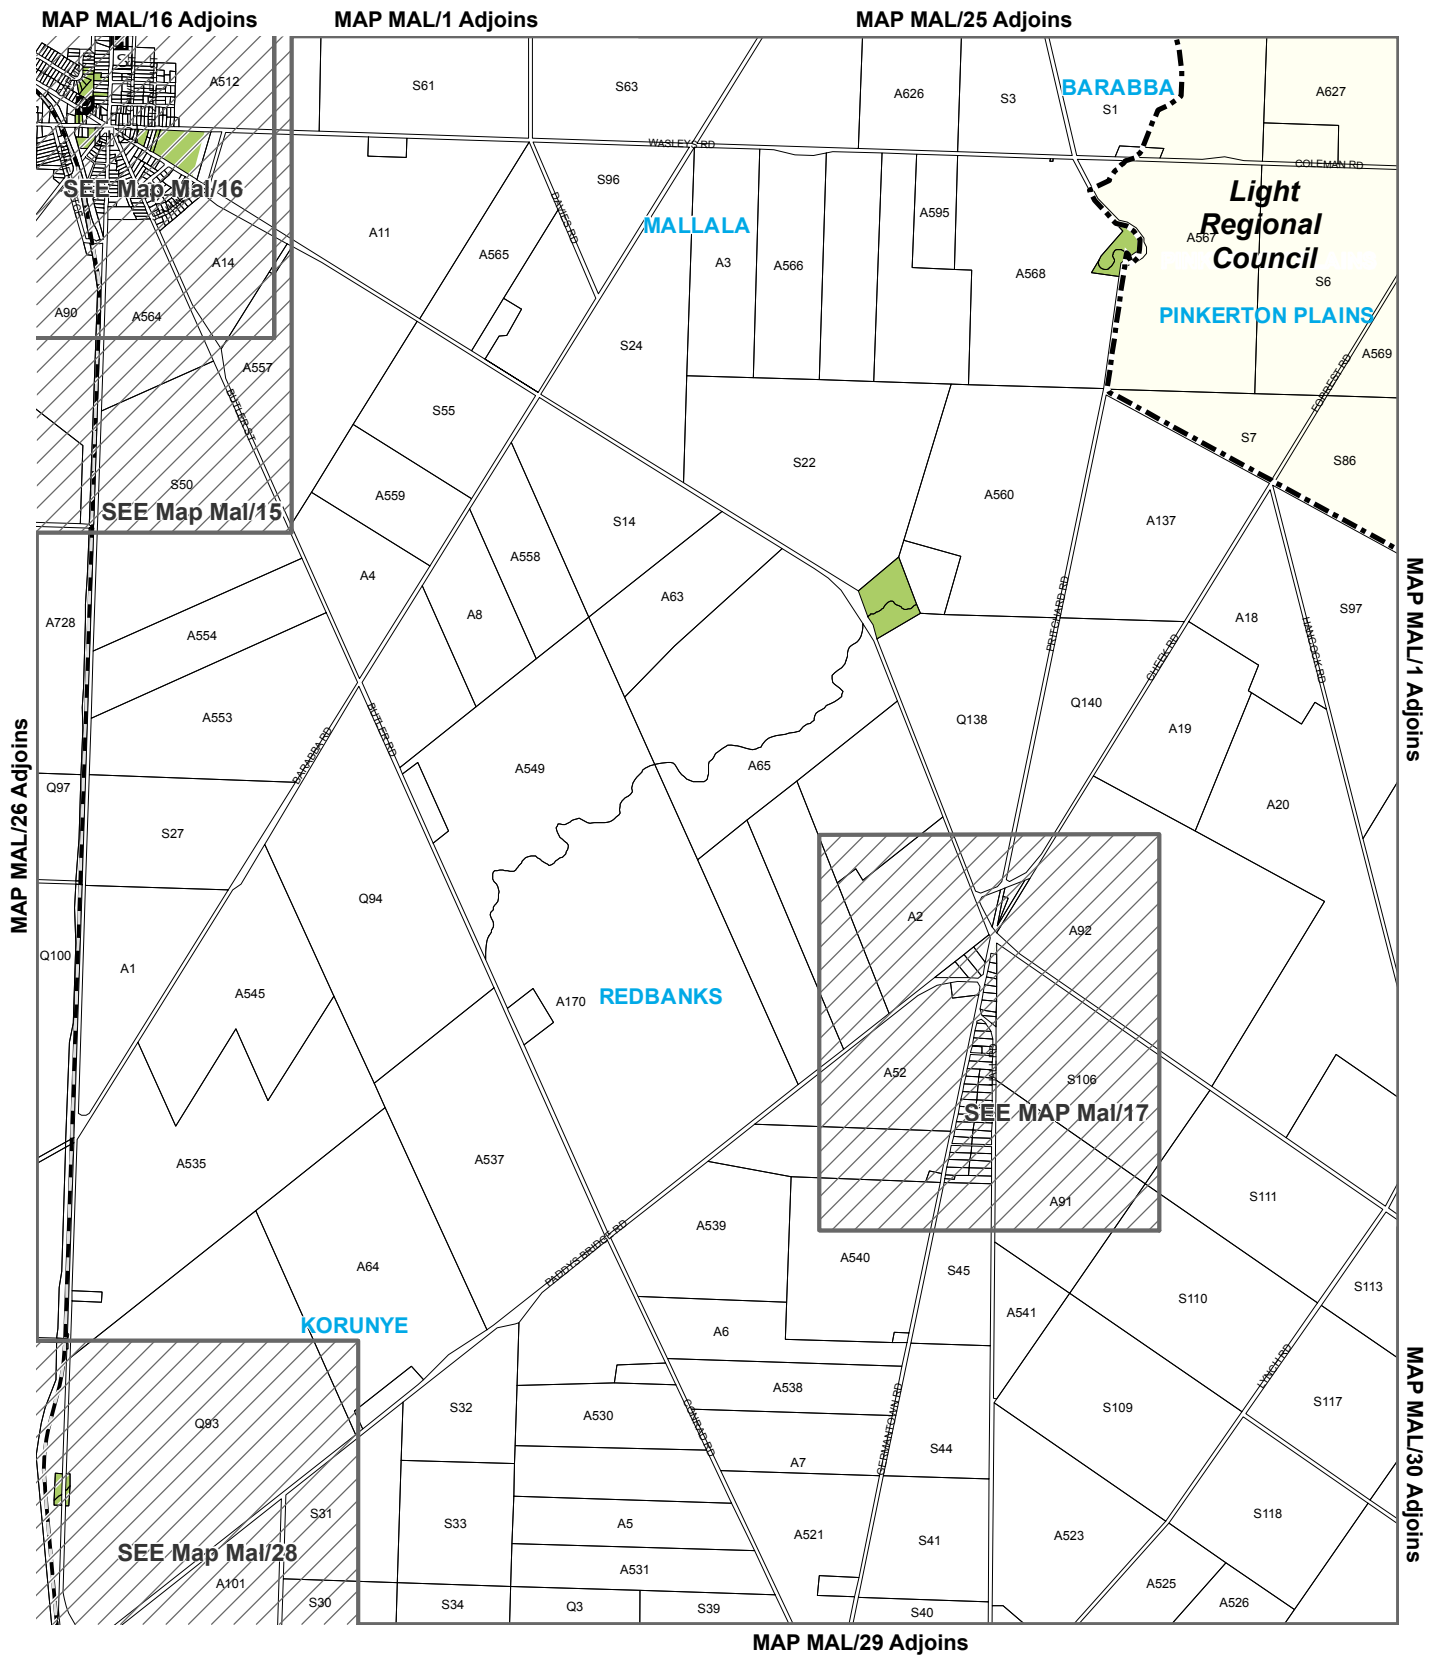 MAP MAL/16 Adjoins
MAP MAL/1 Adjoins
MAP MAL/25 Adjoins
A512
S61
S63
A626
S3
BARABBA
S1
A627
WASLEYS RD
COLEMAN RD
SEE Map Mal/16
S96
DAVIES RD
MALLALA
A595
Light
Regional
Council
A567
A11
A565
A3
A566
A568
A14
S6
A90
A564
PINKERTON PLAINS
S24
A569
A557
FORREST RD
BUTLER ST
S55
S7
S22
S86
S50
A559
A560
SEE Map Mal/15
S14
A137
A558
A4
A63
PRITCHARD RD
A8
A728
A554
A18
S97
HANCOCK RD
CHEEK RD
MAP MAL/1 Adjoins
A553
BUTLER RD
BARABBA RD
Q138
Q140
A19
A549
A65
Q97
MAP MAL/26 Adjoins
S27
A20
Q94
A2
A92
Q100
A1
A545
A170
REDBANKS
A52
S106
SEE MAP Mal/17
A535
A537
A91
S111
A539
PADDYS BRIDGE RD
A64
A540
S45
S113
S110
KORUNYE
A541
A6
LYNCH RD
A538
S32
A530
CONRAD RD
GERMANTOWN RD
S109
S117
MAP MAL/30 Adjoins
Q93
S44
A7
S31
S33
A5
A521
S41
A523
S118
SEE Map Mal/28
A531
A101
A525
S30
S34
Q3
S39
S40
A526
MAP MAL/29 Adjoins